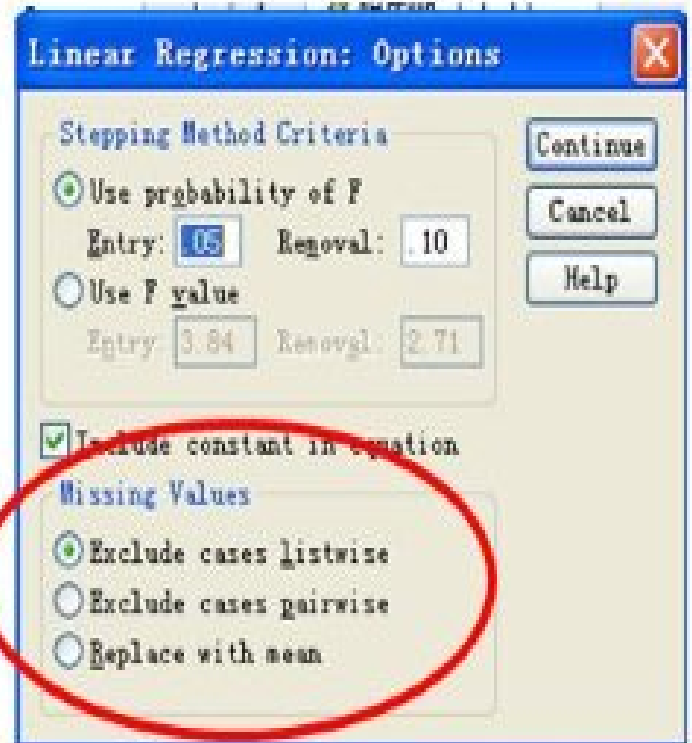 Linear Regression: Options
Stepping Method Criteria
Use probability of F
Entry: .05 Removal: .10
Use F value
Entry 3.84 Removal: 2.71
Include constant in equation
Missing Values
Exclude cases listwise
Exclude cases pairwise
Replace with mean
Continue
Cancel
Help